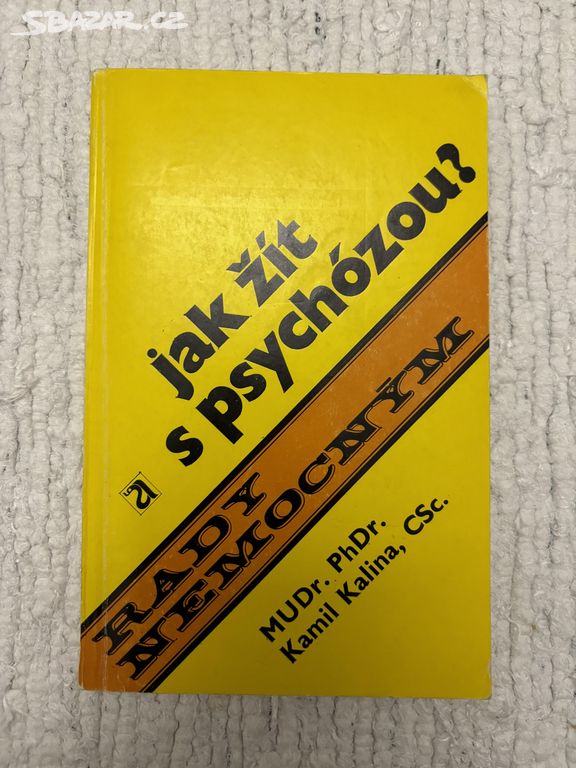 SBAZAR.CZ
jak žít
s psychózou?
RADY
NEMOCNÝM
MUDr. PhDr.
Kamil Kalina, CSc.